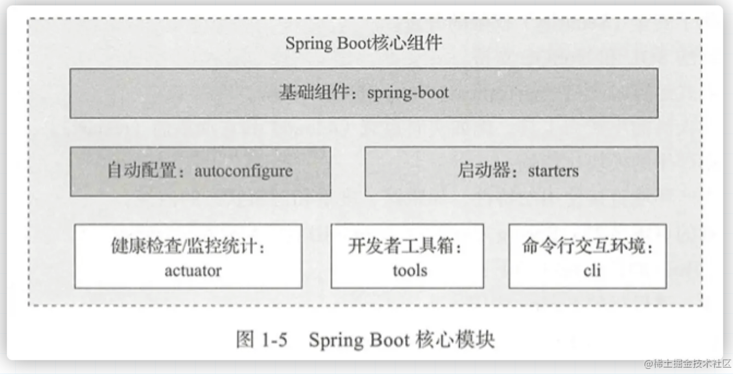 Spring Boot核心组件
基础组件：spring-boot
自动配置：autoconfigure
启动器：starters
健康检查/监控统计：
actuator
开发者工具箱：
tools
命令行交互环境：
cli
图 1-5 Spring Boot 核心模块
@稀土掘金技术社区